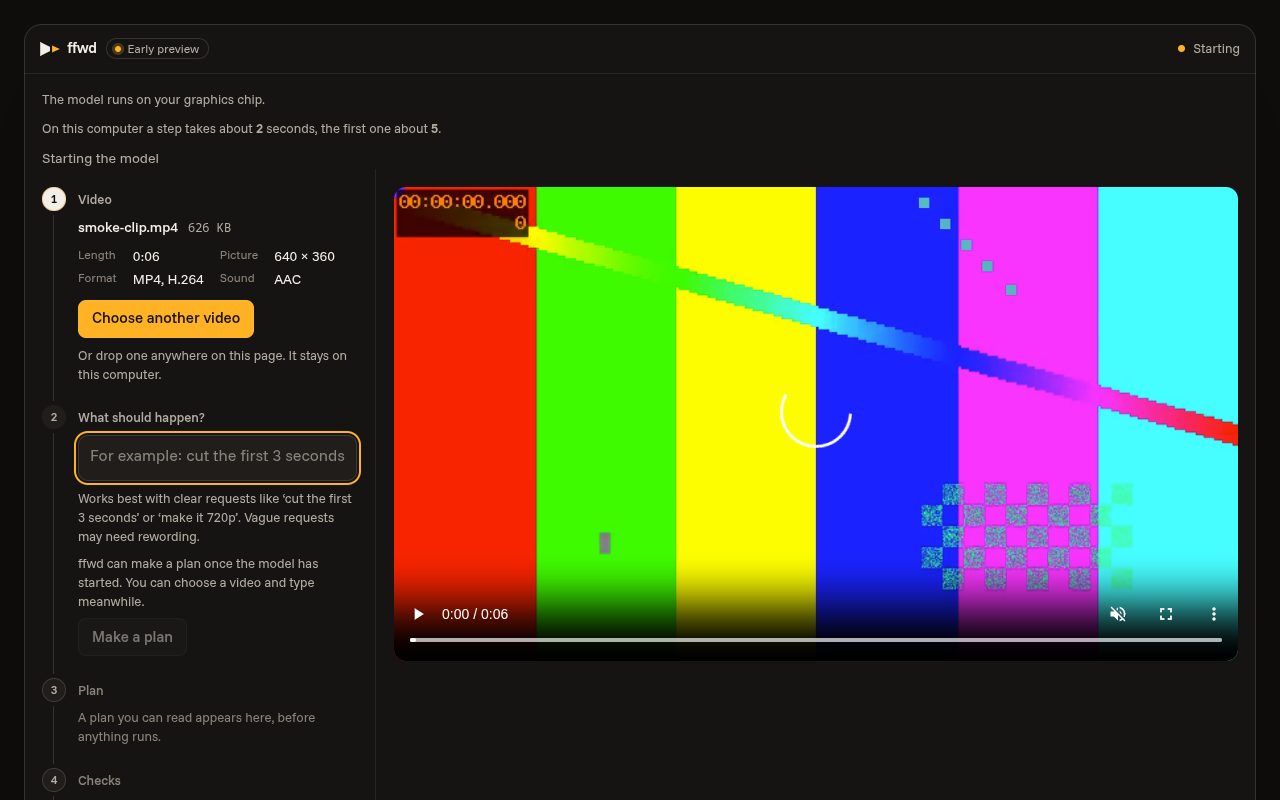 ffwd
Early preview
Starting
The model runs on your graphics chip.
On this computer a step takes about 2 seconds, the first one about 5.
Starting the model
1 Video
smoke-clip.mp4 626 KB
Length 0:06 Picture 640 × 360
Format MP4, H.264 Sound AAC
Choose another video
Or drop one anywhere on this page. It stays on
this computer.
2 What should happen?
For example: cut the first 3 seconds
Works best with clear requests like ‘cut the first
3 seconds’ or ‘make it 720p’. Vague requests
may need rewording.
ffwd can make a plan once the model has
started. You can choose a video and type
meanwhile.
Make a plan
3 Plan
A plan you can read appears here, before
anything runs.
4 Checks
00:00:00.000
0
0:00 / 0:06